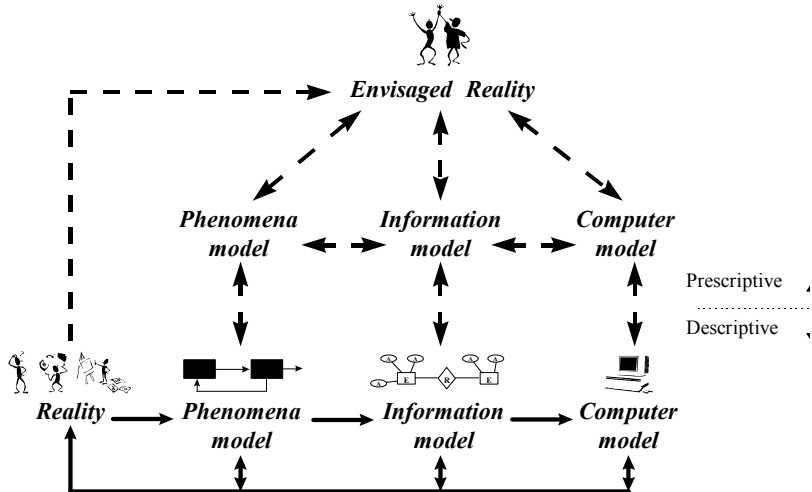 Envisaged Reality
Phenomena
model
Information
model
Computer
model
Prescriptive
Descriptive
A
A
A
A
A
E
R
E
Reality
Phenomena
model
Information
model
Computer
model